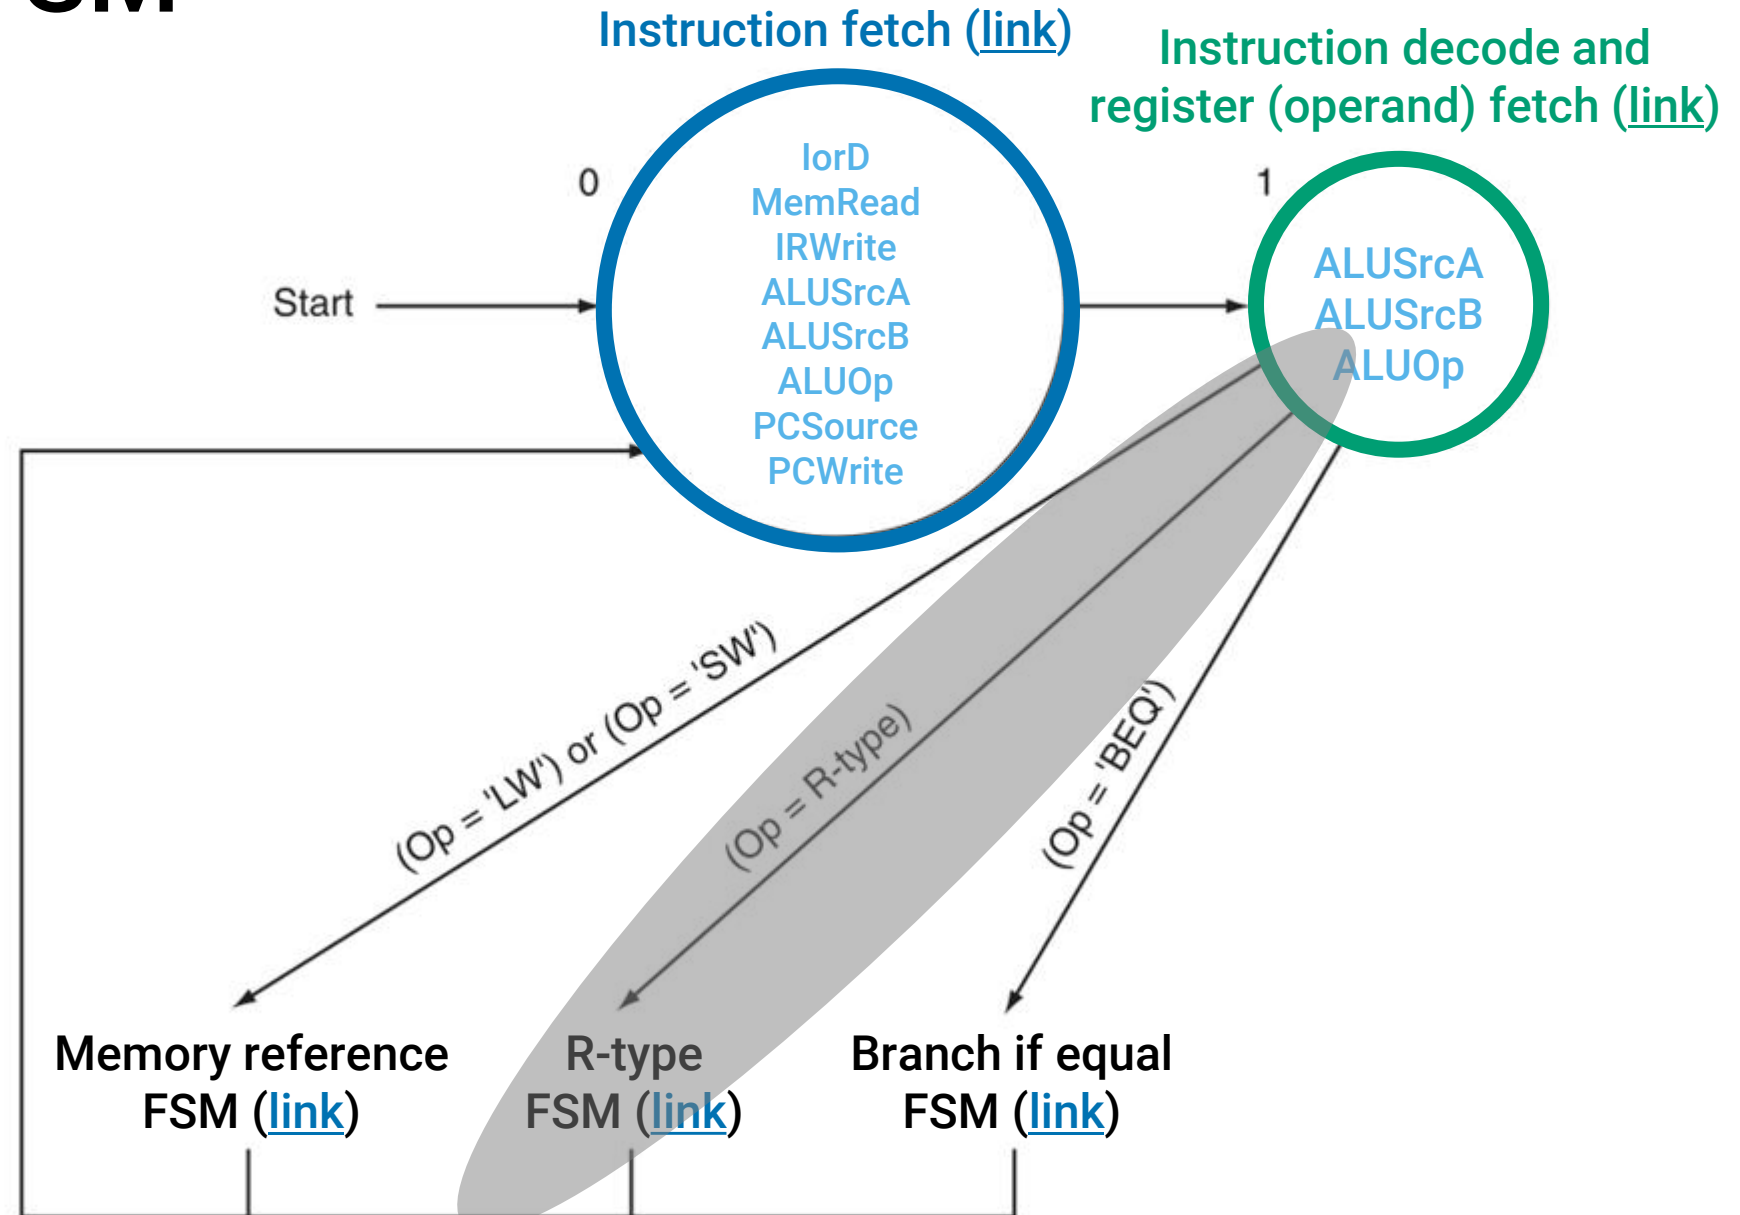 Instruction fetch (link)
Instruction decode and
register (operand) fetch (link)
0
IorD
MemRead
IRWrite
ALUSrcA
ALUSrcB
ALUOp
PCSource
PCWrite
1
ALUSrcA
ALUSrcB
ALUOp
Start
(Op = 'LW') or (Op = 'SW')
(Op = R-type)
(Op = 'BEQ')
Memory reference
FSM (link)
R-type
FSM (link)
Branch if equal
FSM (link)